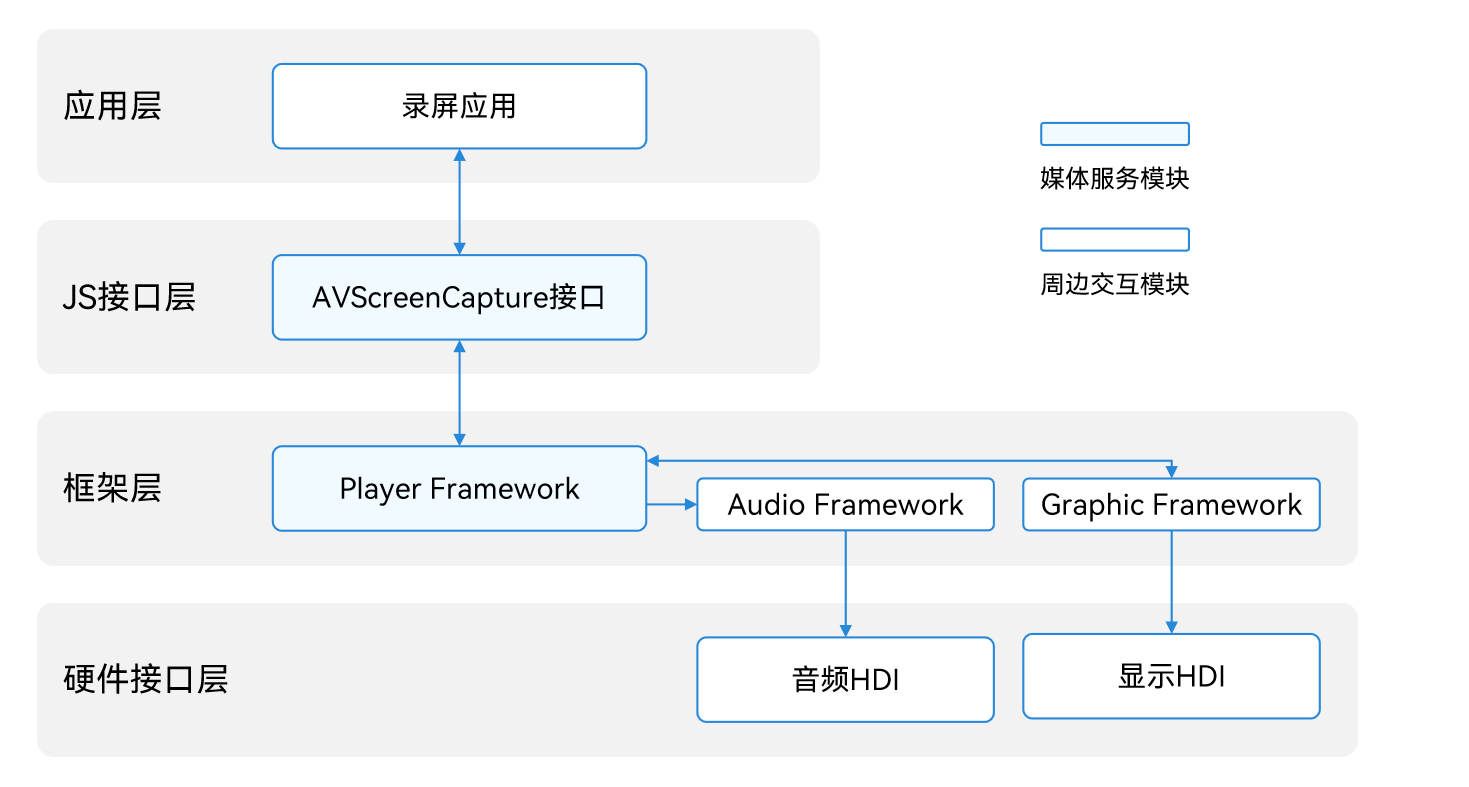 应用层
录屏应用
媒体服务模块
周边交互模块
JS接口层
AVScreenCapture接口
框架层
Player Framework
Audio Framework
Graphic Framework
硬件接口层
音频HDI
显示HDI